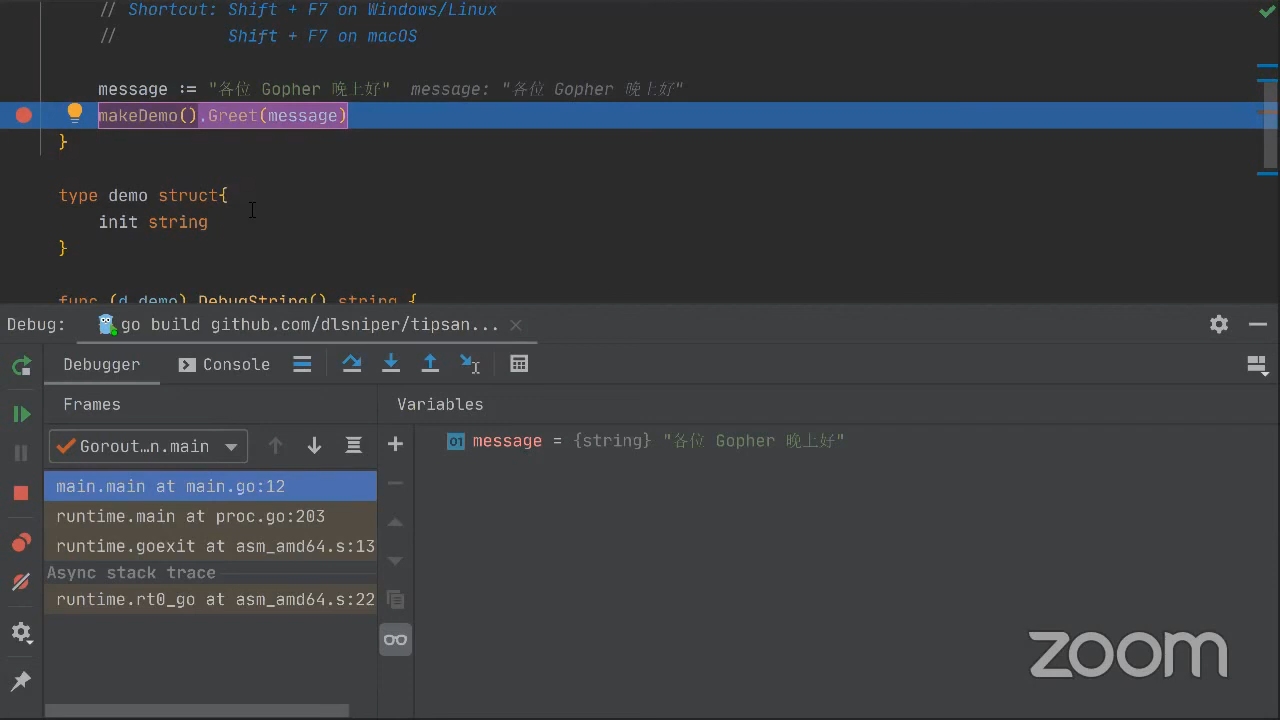 // Shortcut: Shift + F7 on Windows/Linux
// Shift + F7 on macOS
message := "各位 Gopher 晚上好" message: "各位 Gopher 晚上好"
makeDemo().Greet(message)
}
type demo struct{
init string
}
func (d demo) DebugString() string {
Debug: go build github.com/dlsniper/tipsan...
Debugger Console
Frames Variables
Gorout…n.main
01 message = {string} "各位 Gopher 晚上好"
main.main at main.go:12
runtime.main at proc.go:203
runtime.goexit at asm_amd64.s:13
Async stack trace
runtime.rt0_go at asm_amd64.s:22
zoom